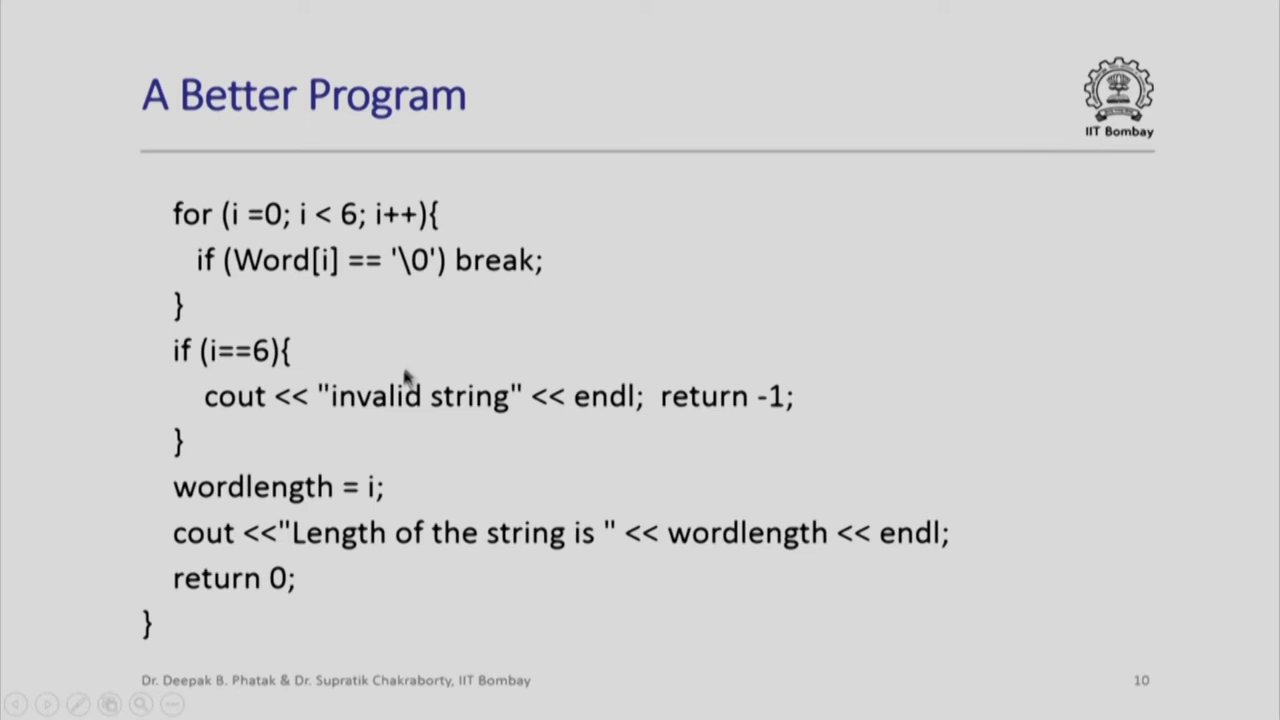 A Better Program
IIT Bombay
for (i =0; i < 6; i++){
if (Word[i] == '\0') break;
}
if (i==6){
cout << "invalid string" << endl;  return -1;
}
wordlength = i;
cout <<"Length of the string is " << wordlength << endl;
return 0;
}
Dr. Deepak B. Phatak & Dr. Supratik Chakraborty, IIT Bombay
10